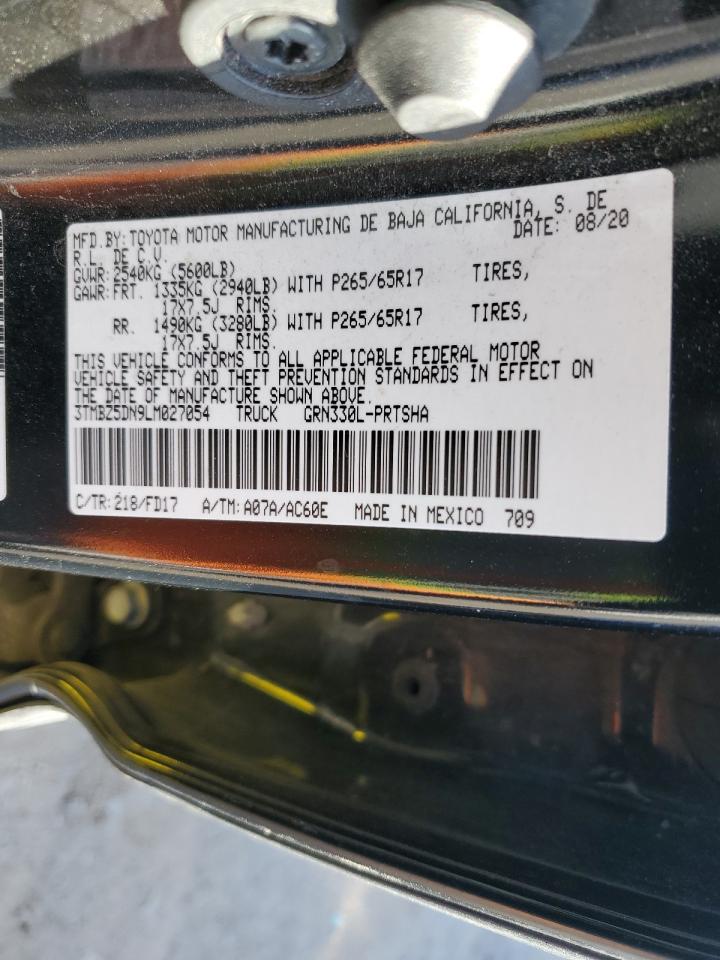 MFD.BY:TOYOTA MOTOR MANUFACTURING DE BAJA CALIFORNIA, S. DE
R.L. DE C.V. DATE: 08/20
GVWR:2540KG (5600LB)
GAWR:FRT. 1335KG (2940LB) WITH P265/65R17 TIRES,
17X7.5J RIMS.
RR. 1490KG (3280LB) WITH P265/65R17 TIRES,
17X7.5J RIMS.
THIS VEHICLE CONFORMS TO ALL APPLICABLE FEDERAL MOTOR
VEHICLE SAFETY AND THEFT PREVENTION STANDARDS IN EFFECT ON
THE DATE OF MANUFACTURE SHOWN ABOVE.
3TMBZ5DN9LM027054 TRUCK GRN330L-PRTSHA
C/TR:218/FD17 A/TM:A07A/AC60E MADE IN MEXICO 709